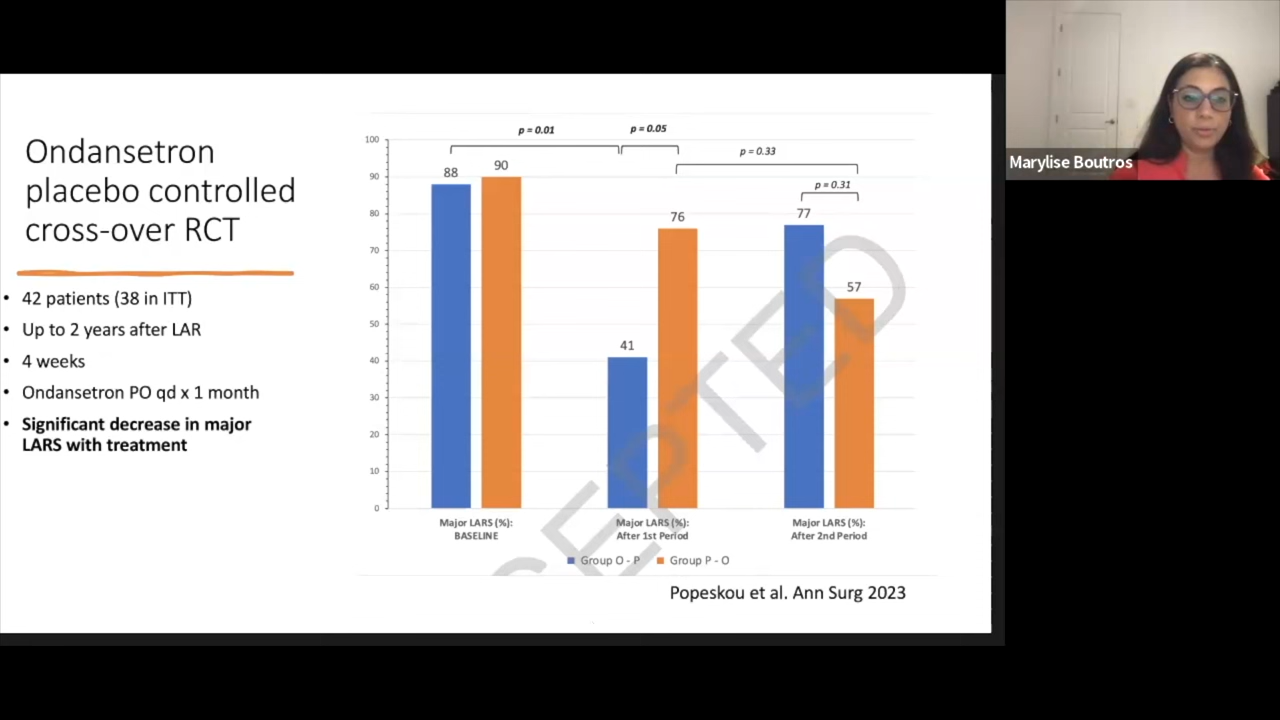 Ondansetron
placebo controlled
cross-over RCT
• 42 patients (38 in ITT)
• Up to 2 years after LAR
• 4 weeks
• Ondansetron PO qd x 1 month
• Significant decrease in major
LARS with treatment
p = 0.01
p = 0.05
p = 0.33
p = 0.31
100
90
80
70
60
50
40
30
20
10
0
88
90
41
76
77
57
Major LARS (%):
BASELINE
Major LARS (%):
After 1st Period
Major LARS (%):
After 2nd Period
Group O - P
Group P - O
Popeskou et al. Ann Surg 2023
Marylise Boutros